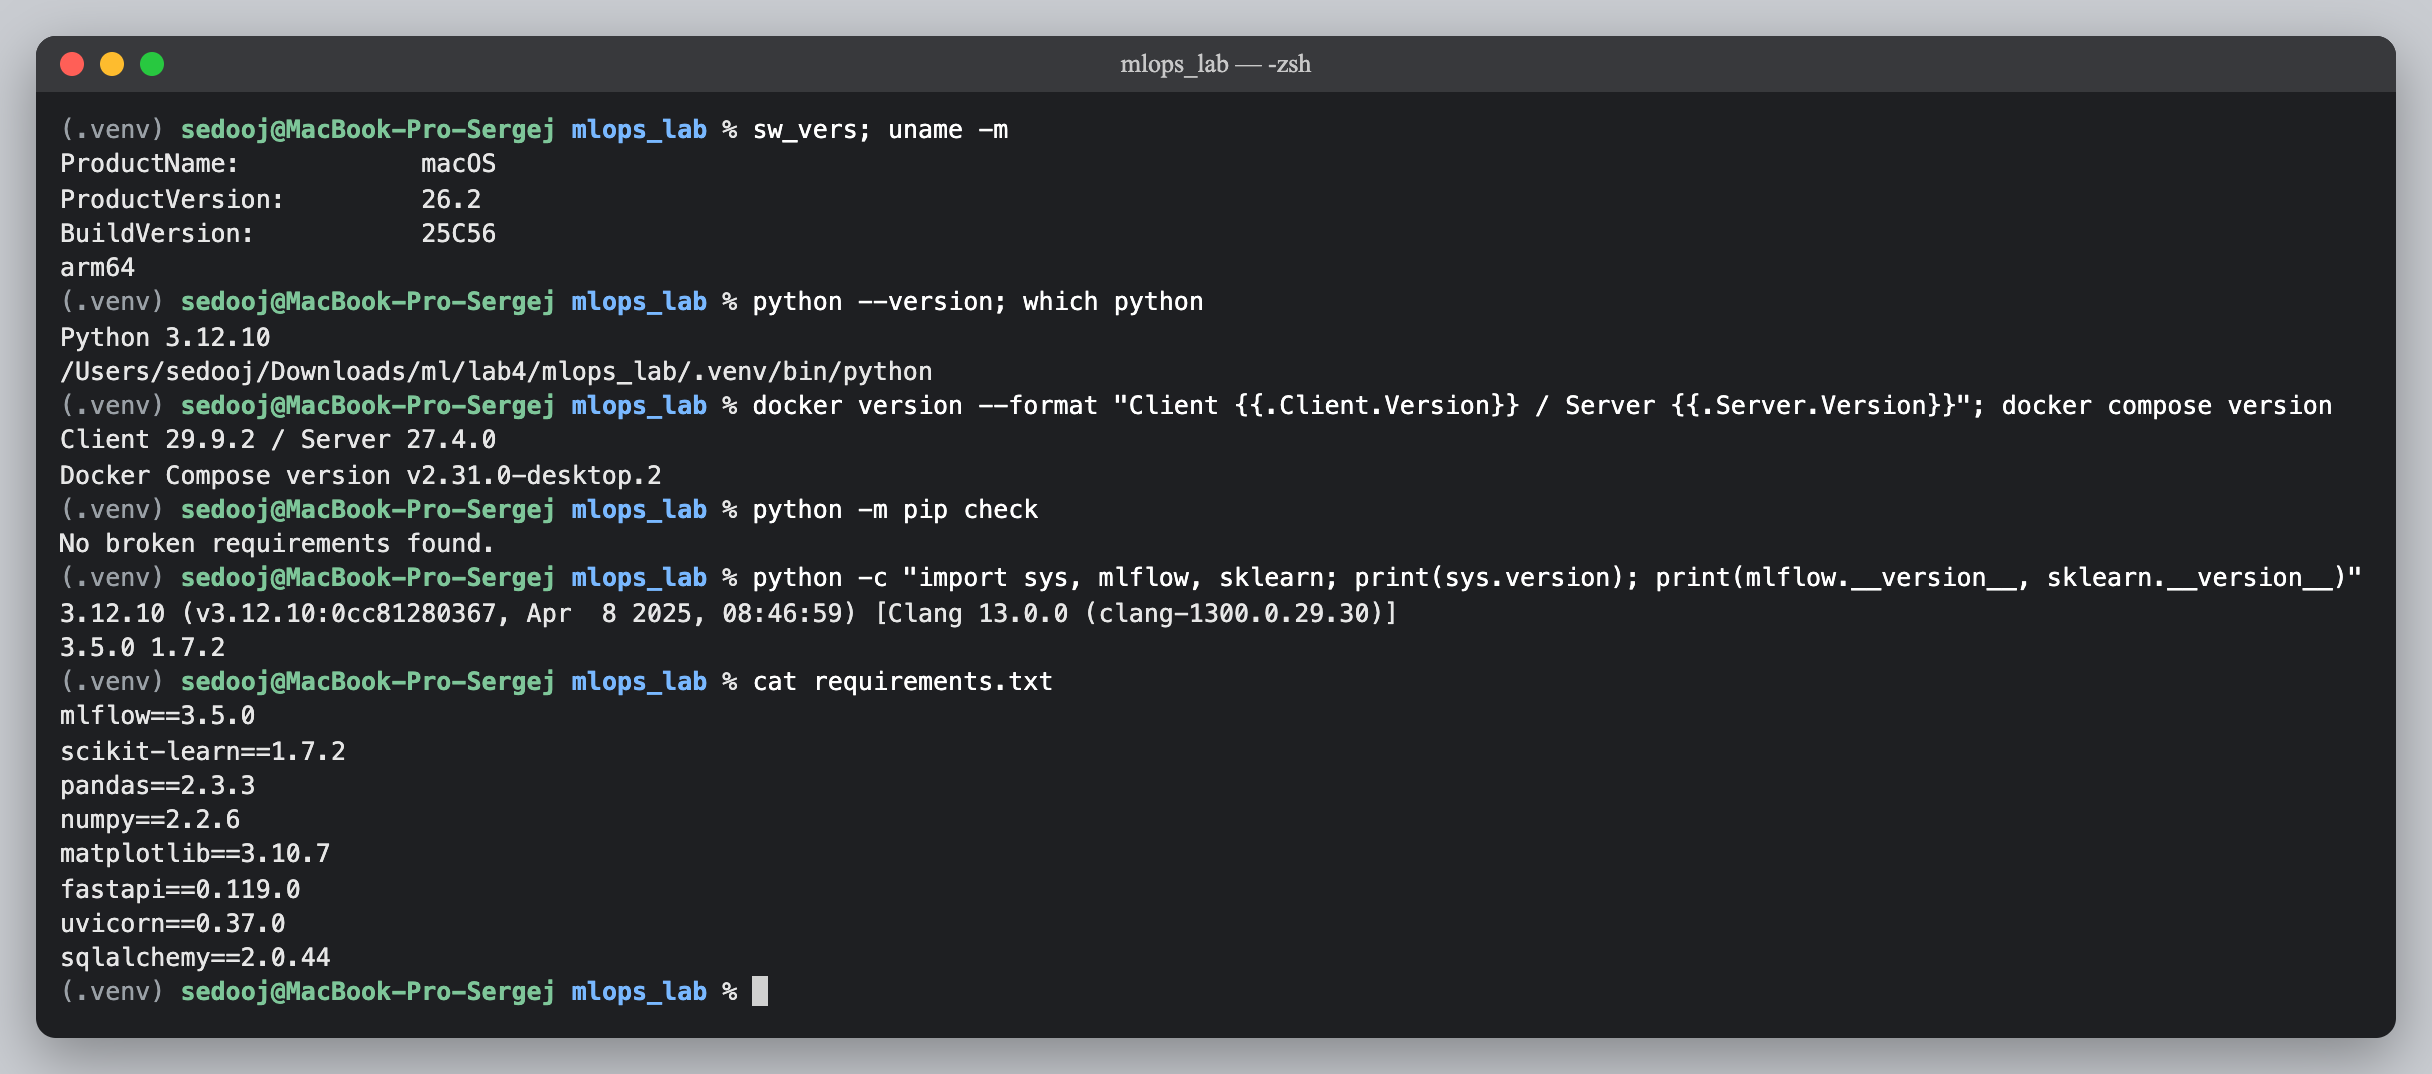 mlops_lab — -zsh
(.venv) sedooj@MacBook-Pro-Sergej mlops_lab % sw_vers; uname -m
ProductName:            macOS
ProductVersion:         26.2
BuildVersion:           25C56
arm64
(.venv) sedooj@MacBook-Pro-Sergej mlops_lab % python --version; which python
Python 3.12.10
/Users/sedooj/Downloads/ml/lab4/mlops_lab/.venv/bin/python
(.venv) sedooj@MacBook-Pro-Sergej mlops_lab % docker version --format "Client {{.Client.Version}} / Server {{.Server.Version}}"; docker compose version
Client 29.9.2 / Server 27.4.0
Docker Compose version v2.31.0-desktop.2
(.venv) sedooj@MacBook-Pro-Sergej mlops_lab % python -m pip check
No broken requirements found.
(.venv) sedooj@MacBook-Pro-Sergej mlops_lab % python -c "import sys, mlflow, sklearn; print(sys.version); print(mlflow.__version__, sklearn.__version__)"
3.12.10 (v3.12.10:0cc81280367, Apr  8 2025, 08:46:59) [Clang 13.0.0 (clang-1300.0.29.30)]
3.5.0 1.7.2
(.venv) sedooj@MacBook-Pro-Sergej mlops_lab % cat requirements.txt
mlflow==3.5.0
scikit-learn==1.7.2
pandas==2.3.3
numpy==2.2.6
matplotlib==3.10.7
fastapi==0.119.0
uvicorn==0.37.0
sqlalchemy==2.0.44
(.venv) sedooj@MacBook-Pro-Sergej mlops_lab %